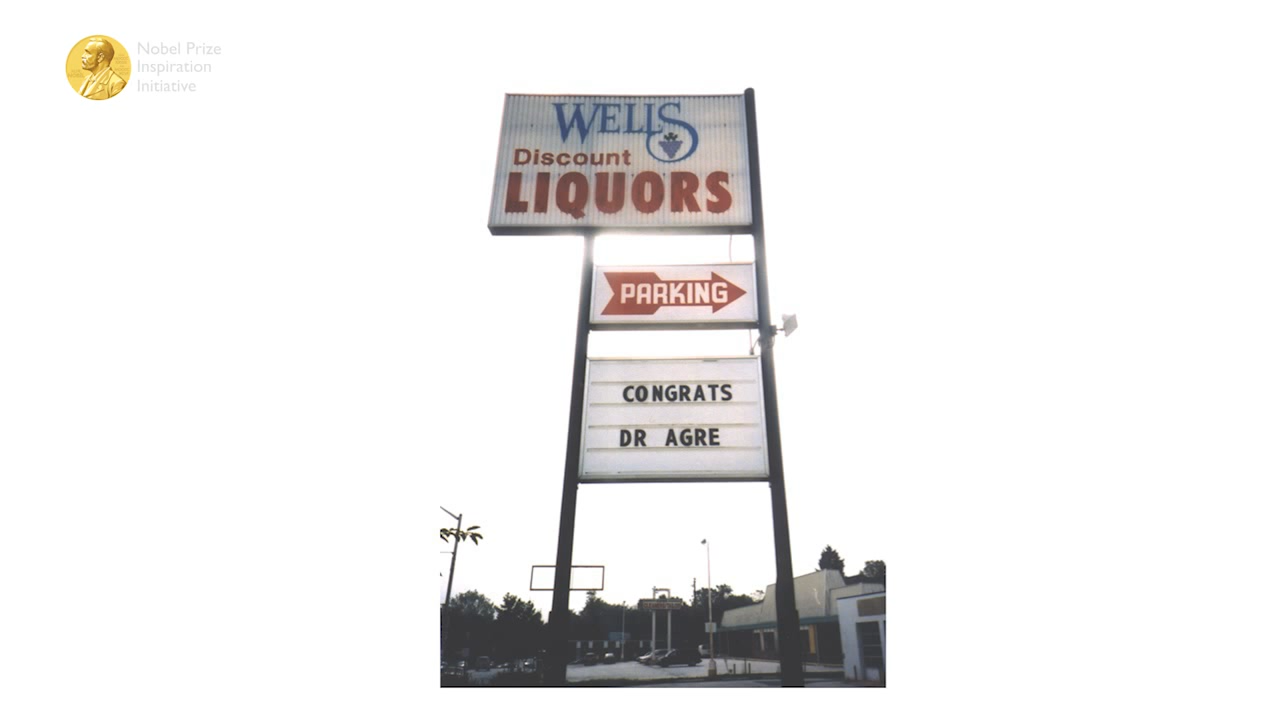 Nobel Prize
Inspiration
Initiative
WELLS
Discount
LIQUORS
PARKING
CONGRATS
DR AGRE